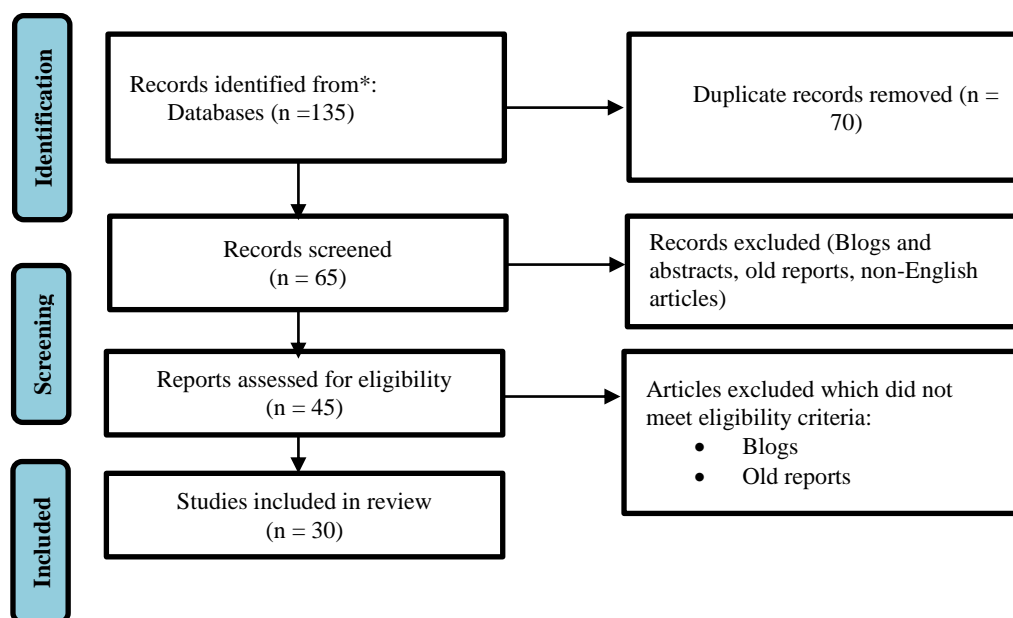 Identification
Records identified from*:
Databases (n =135)
Duplicate records removed (n =
70)
Screening
Records screened
(n = 65)
Records excluded (Blogs and
abstracts, old reports, non-English
articles)
Reports assessed for eligibility
(n = 45)
Articles excluded which did not
meet eligibility criteria:
• Blogs
• Old reports
Included
Studies included in review
(n = 30)